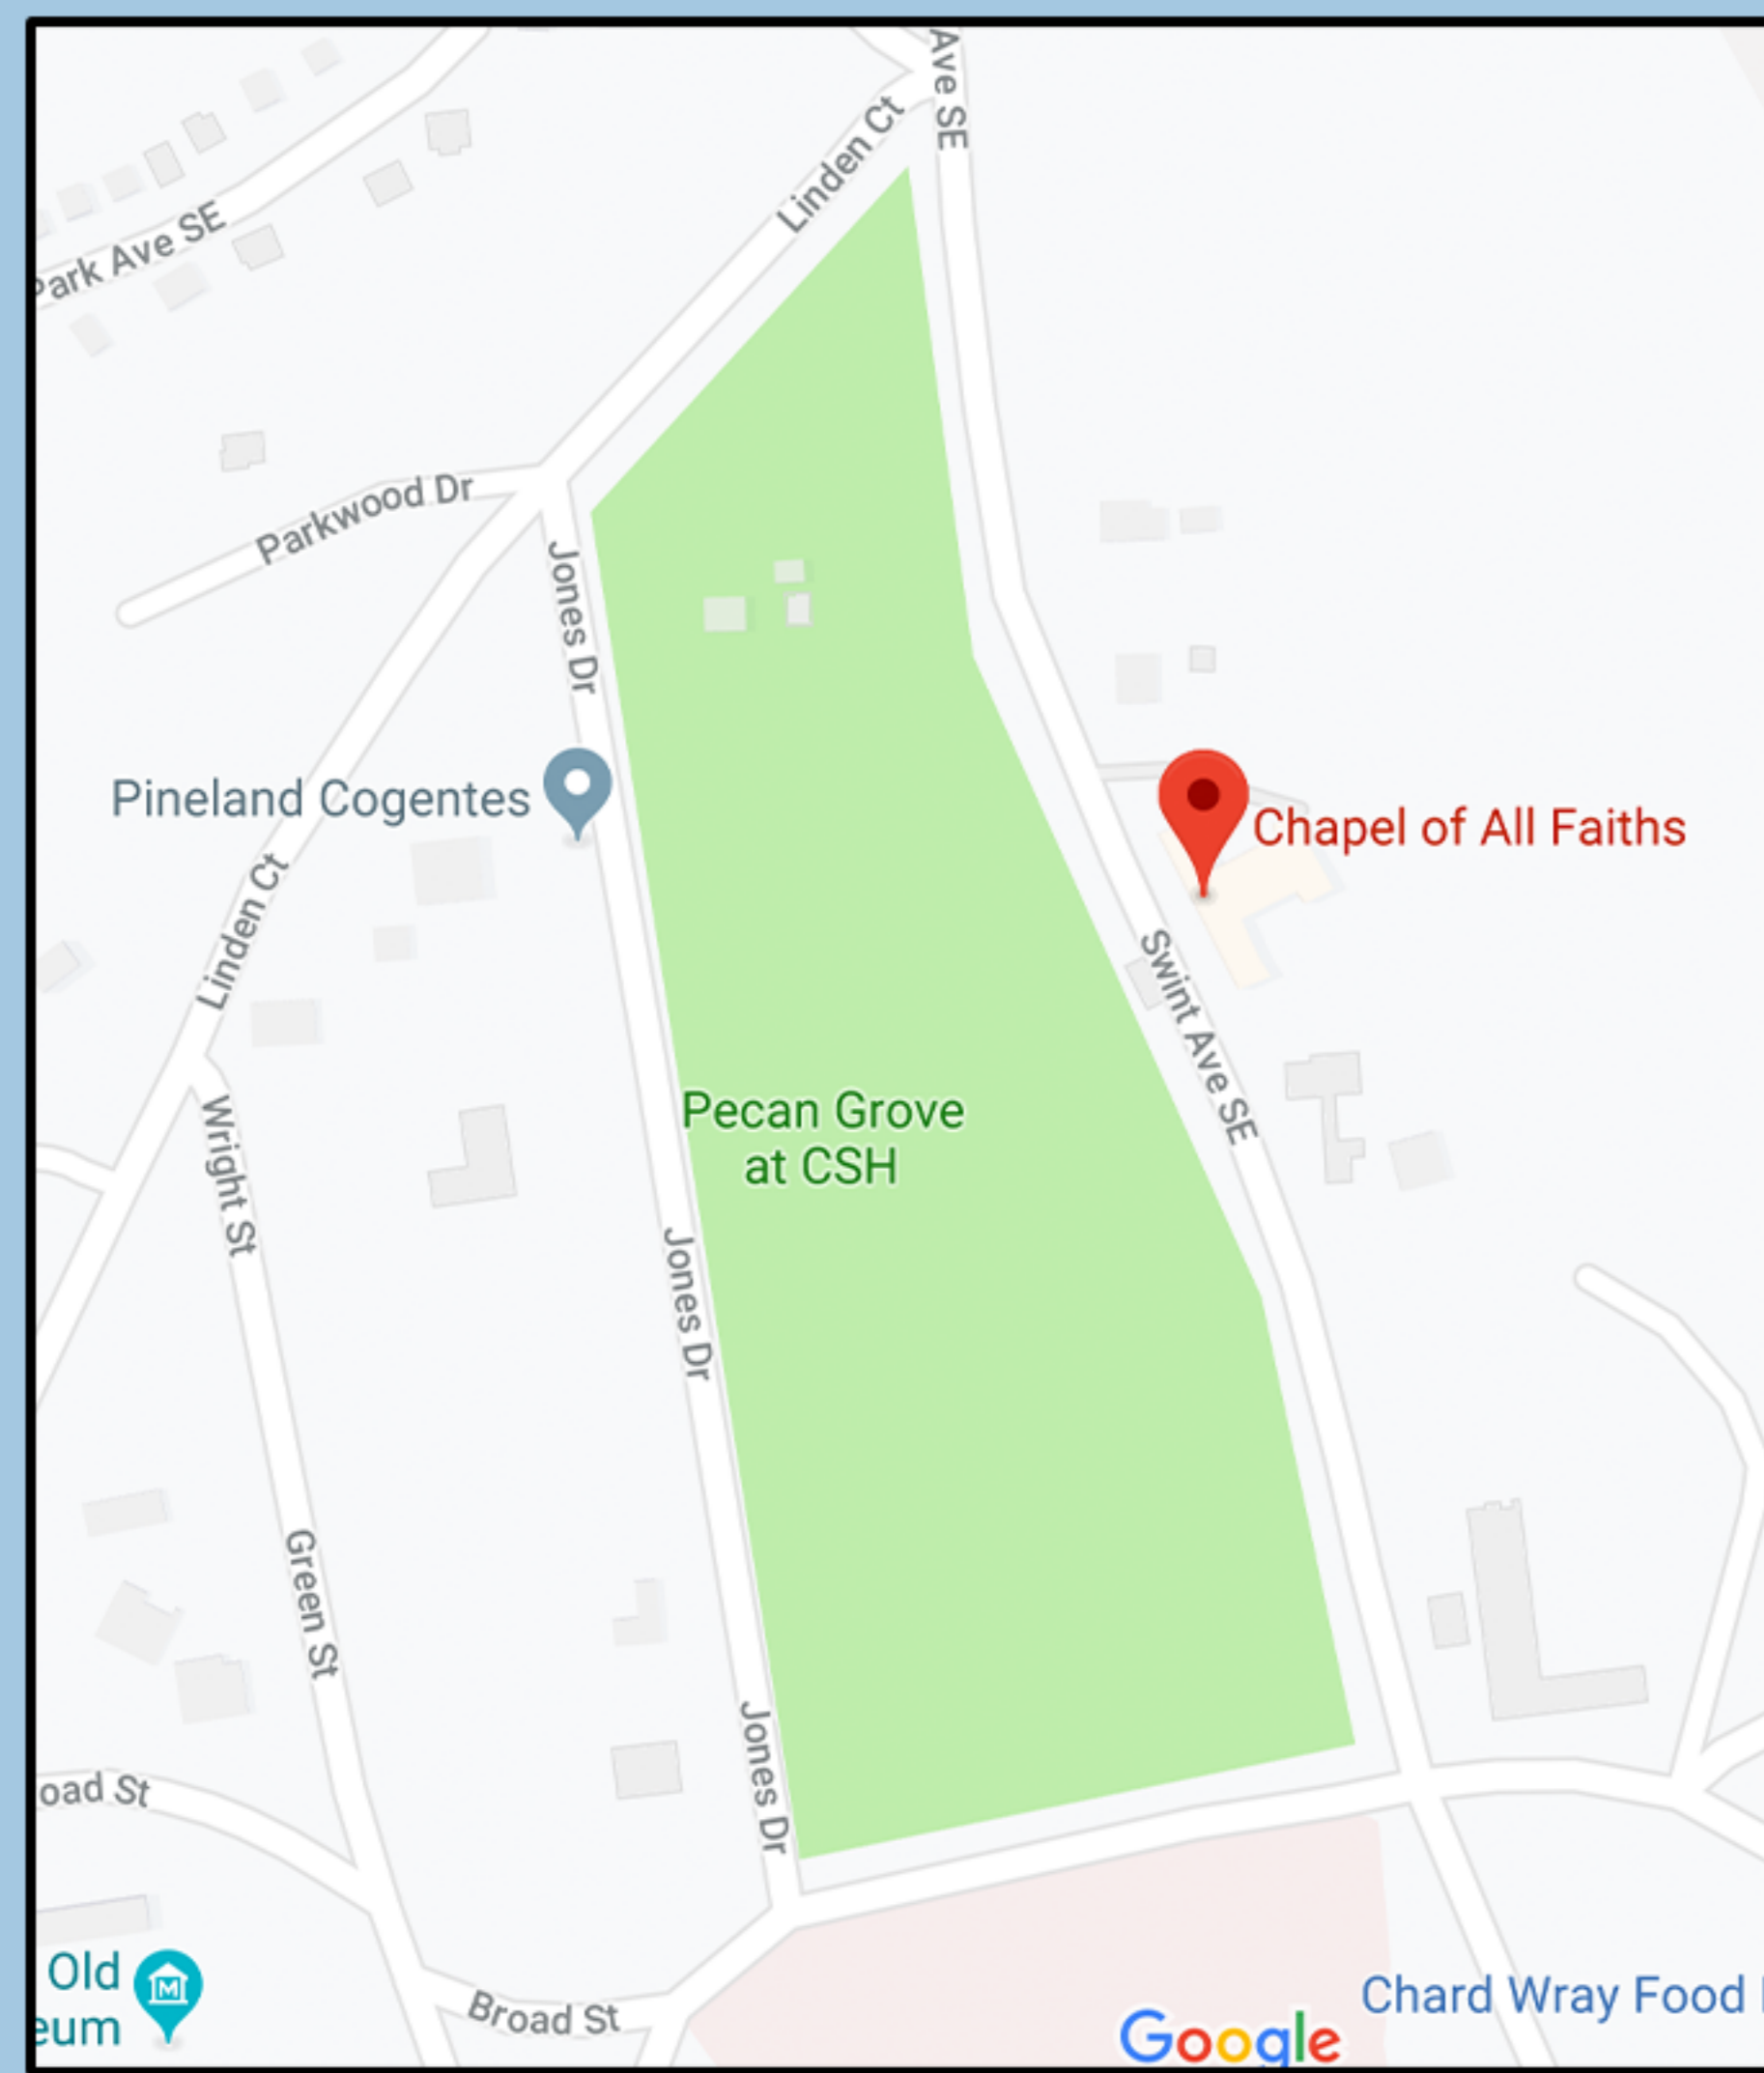 Ave SE
Linden Ct
Park Ave SE
Parkwood Dr
Jones Dr
Pineland Cogentes
Chapel of All Faiths
Linden Ct
Swint Ave SE
Pecan Grove
at CSH
Wright St
Jones Dr
Green St
Jones Dr
oad St
Old
eum
Broad St
Chard Wray Food
Google